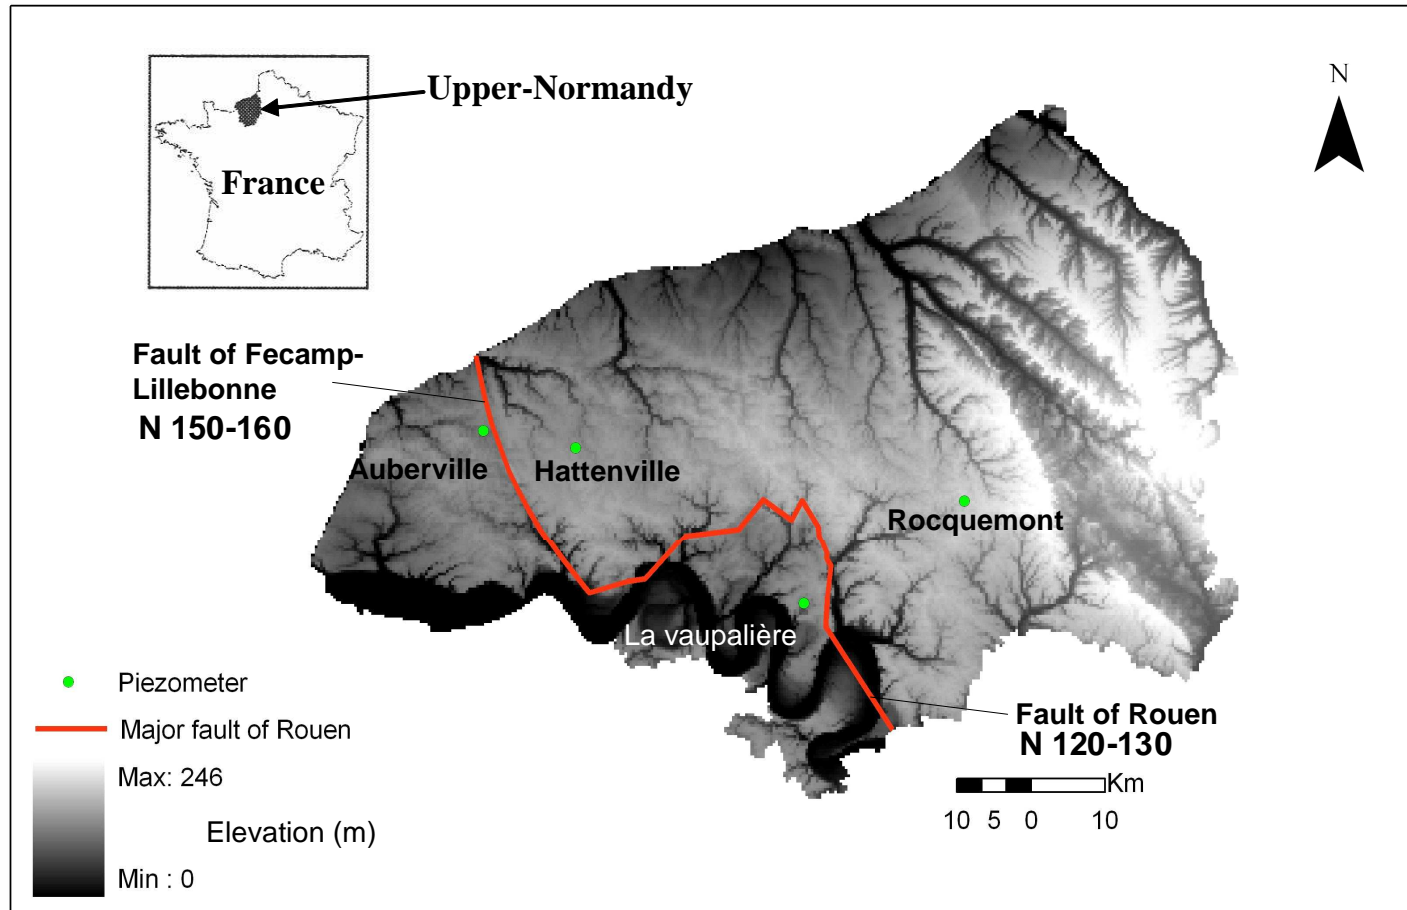 Upper-Normandy
France
N
Fault of Fecamp-
Lillebonne
N 150-160
Auberville
Hattenville
Rocquemont
La vaupalière
Piezometer
Major fault of Rouen
Max: 246
Elevation (m)
Min : 0
Fault of Rouen
N 120-130
Km
10 5 0 10